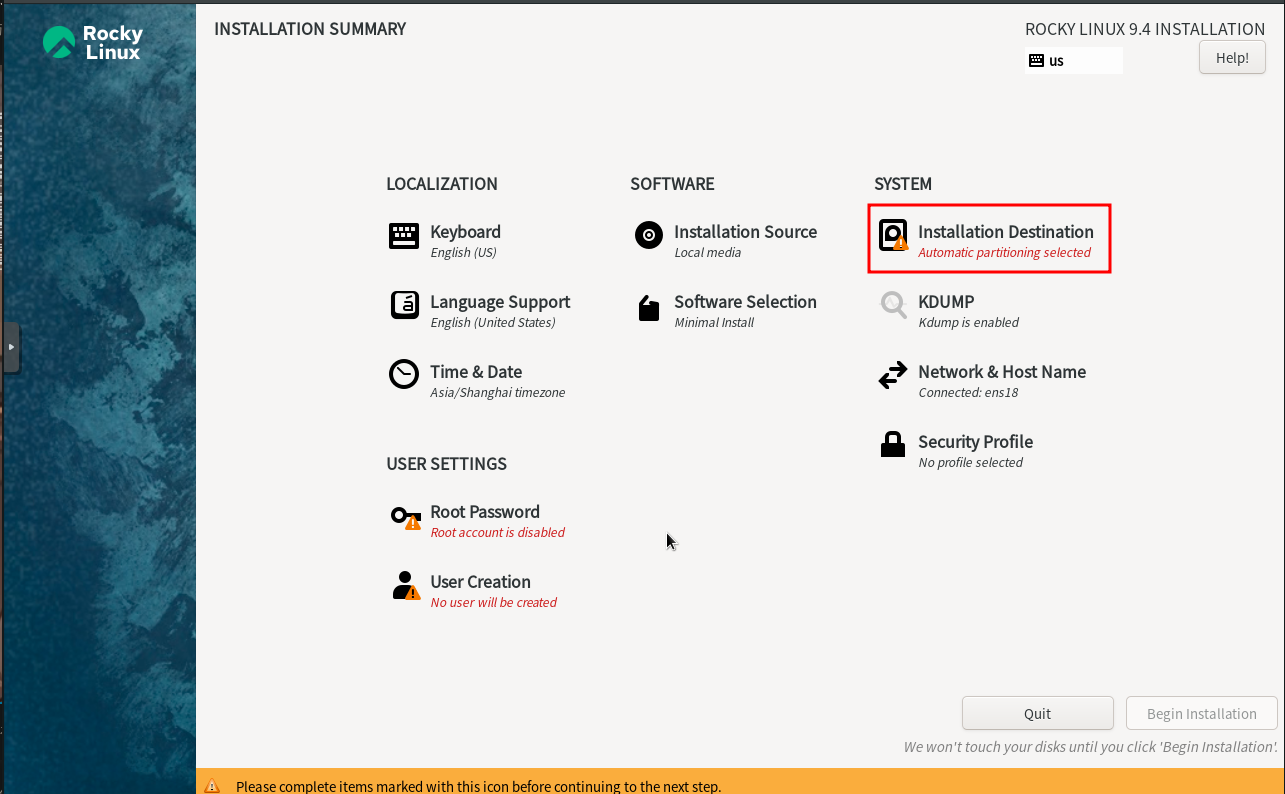 Rocky
Linux
INSTALLATION SUMMARY
ROCKY LINUX 9.4 INSTALLATION
us
Help!
LOCALIZATION
Keyboard
English (US)
Language Support
English (United States)
Time & Date
Asia/Shanghai timezone
SOFTWARE
Installation Source
Local media
Software Selection
Minimal Install
SYSTEM
Installation Destination
Automatic partitioning selected
KDUMP
Kdump is enabled
Network & Host Name
Connected: ens18
Security Profile
No profile selected
USER SETTINGS
Root Password
Root account is disabled
User Creation
No user will be created
Quit
Begin Installation
We won't touch your disks until you click 'Begin Installation'.
Please complete items marked with this icon before continuing to the next step.